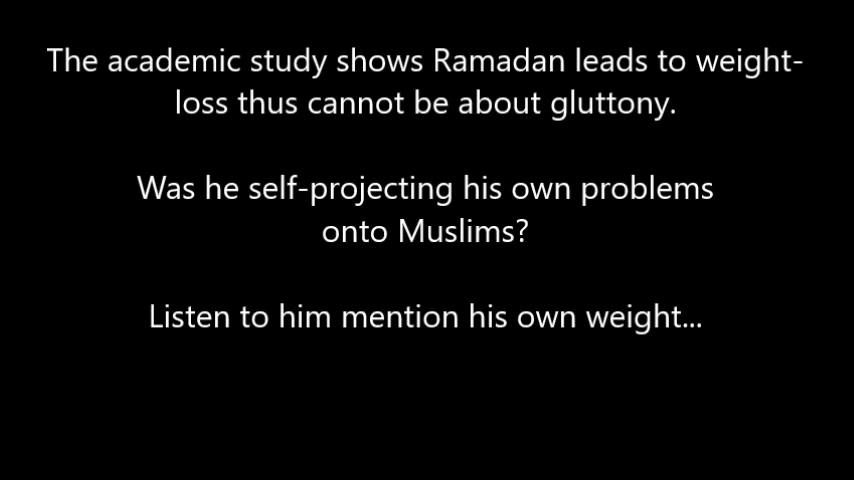 The academic study shows Ramadan leads to weight-
loss thus cannot be about gluttony.
Was he self-projecting his own problems
onto Muslims?
Listen to him mention his own weight...